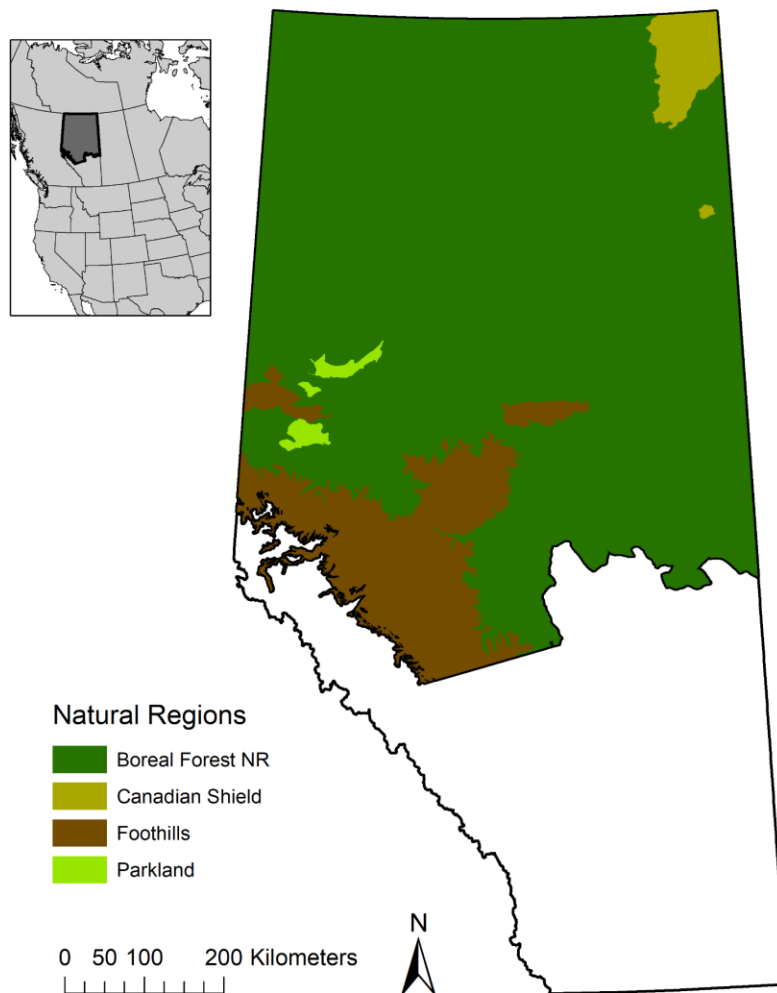 Natural Regions
Boreal Forest NR
Canadian Shield
Foothills
Parkland
N
0 50 100 200 Kilometers